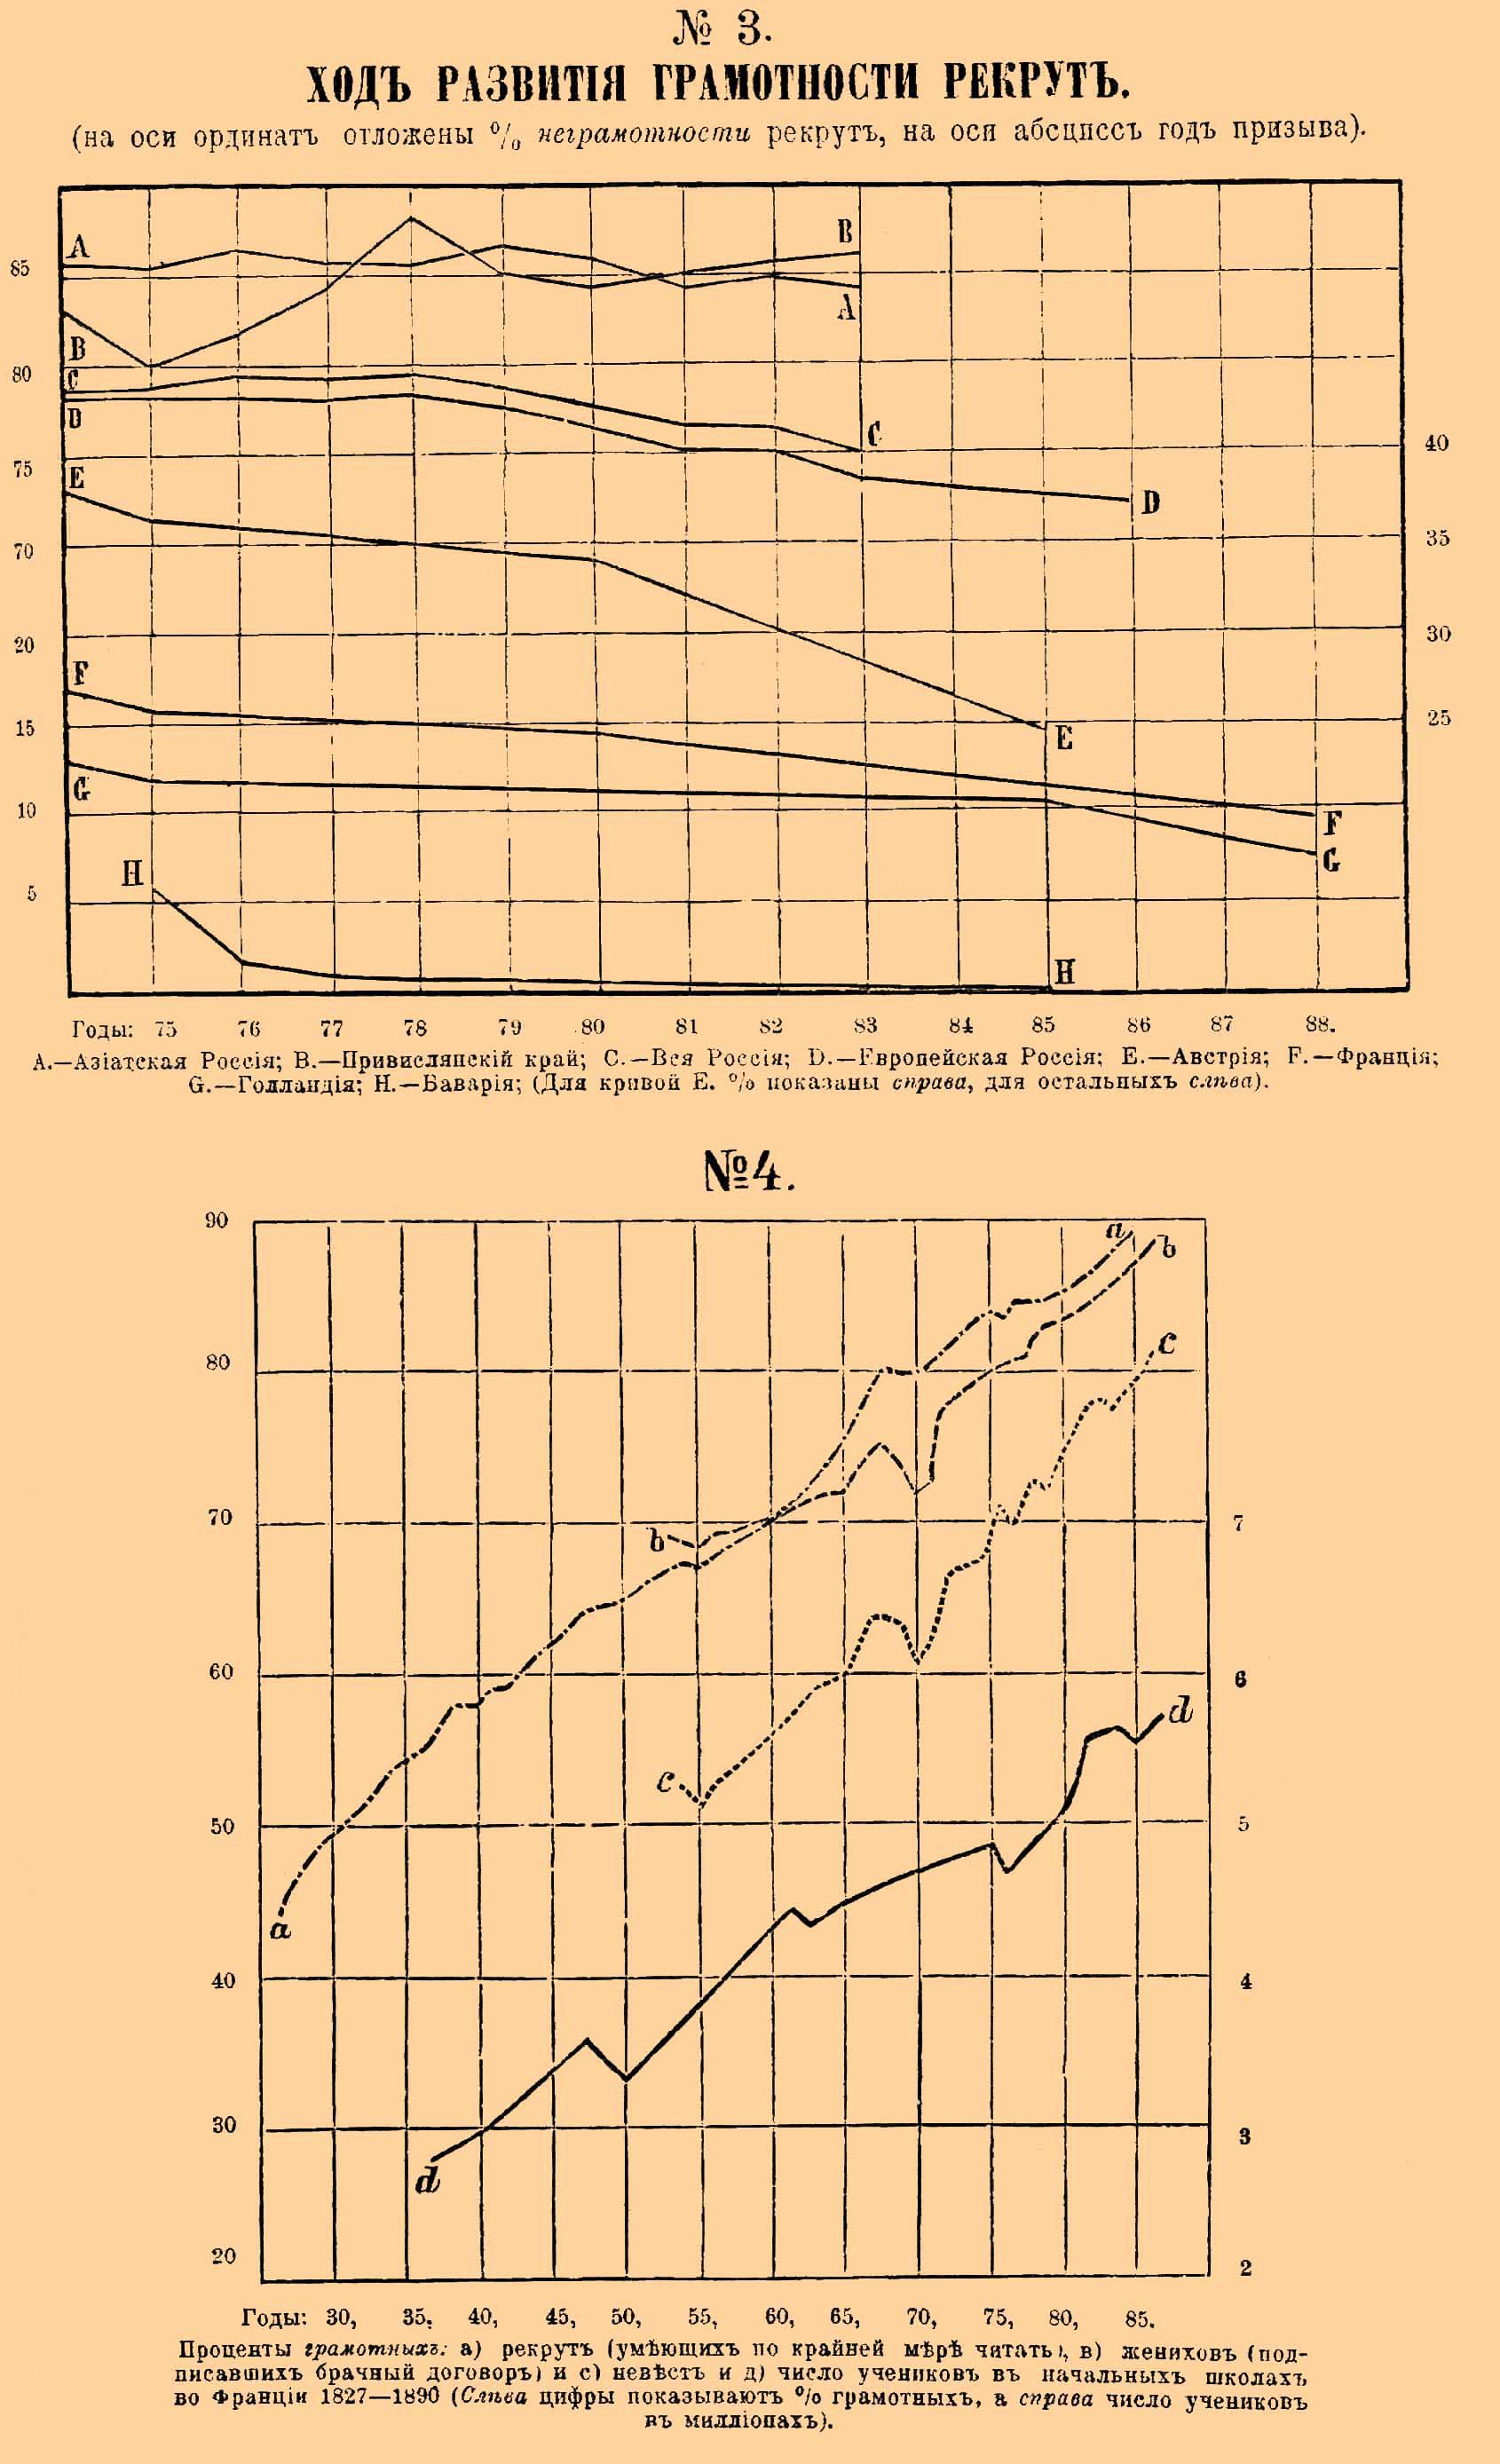 № 3.
ХОДЪ РАЗВИТІЯ ГРАМОТНОСТИ РЕКРУТЪ.
(на оси ординатъ отложены % неграмотности рекрутъ, на оси абсциссъ годъ призыва).
A
B
85
A
B
80
C
D
C
40
75
E
D
35
70
20
30
F
15
25
E
G
10
F
G
H
5
H
Годы: 75 76 77 78 79 80 81 82 83 84 85 86 87 88.
A.—Азіатская Россія; B.—Привислянскій край; C.—Вся Россія; D.—Европейская Россія; E.—Австрія; F.—Франція;
G.—Голландія; H.—Баварія; (Для кривой E. % показаны справа, для остальныхъ слѣва).
№4.
90
a
b
80
c
70
7
b
60
6
d
c
50
5
a
40
4
30
3
d
20
2
Годы: 30, 35, 40, 45, 50, 55, 60, 65, 70, 75, 80, 85.
Проценты грамотныхъ: а) рекрутъ (умѣющихъ по крайней мѣрѣ читать), в) жениховъ (под-
писавшихъ брачный договоръ) и с) невѣстъ и д) число учениковъ въ начальныхъ школахъ
во Франціи 1827—1890 (Слѣва цифры показываютъ % грамотныхъ, а справа число учениковъ
въ милліонахъ).